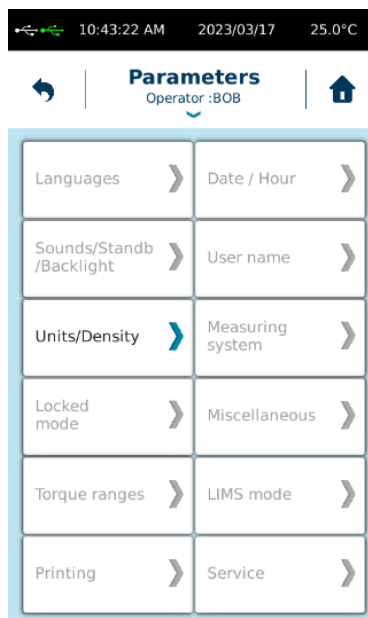 10:43:22 AM 2023/03/17 25.0°C
Parameters
Operator :BOB
Languages
Date / Hour
Sounds/Standb
/Backlight
User name
Units/Density
Measuring
system
Locked
mode
Miscellaneous
Torque ranges
LIMS mode
Printing
Service